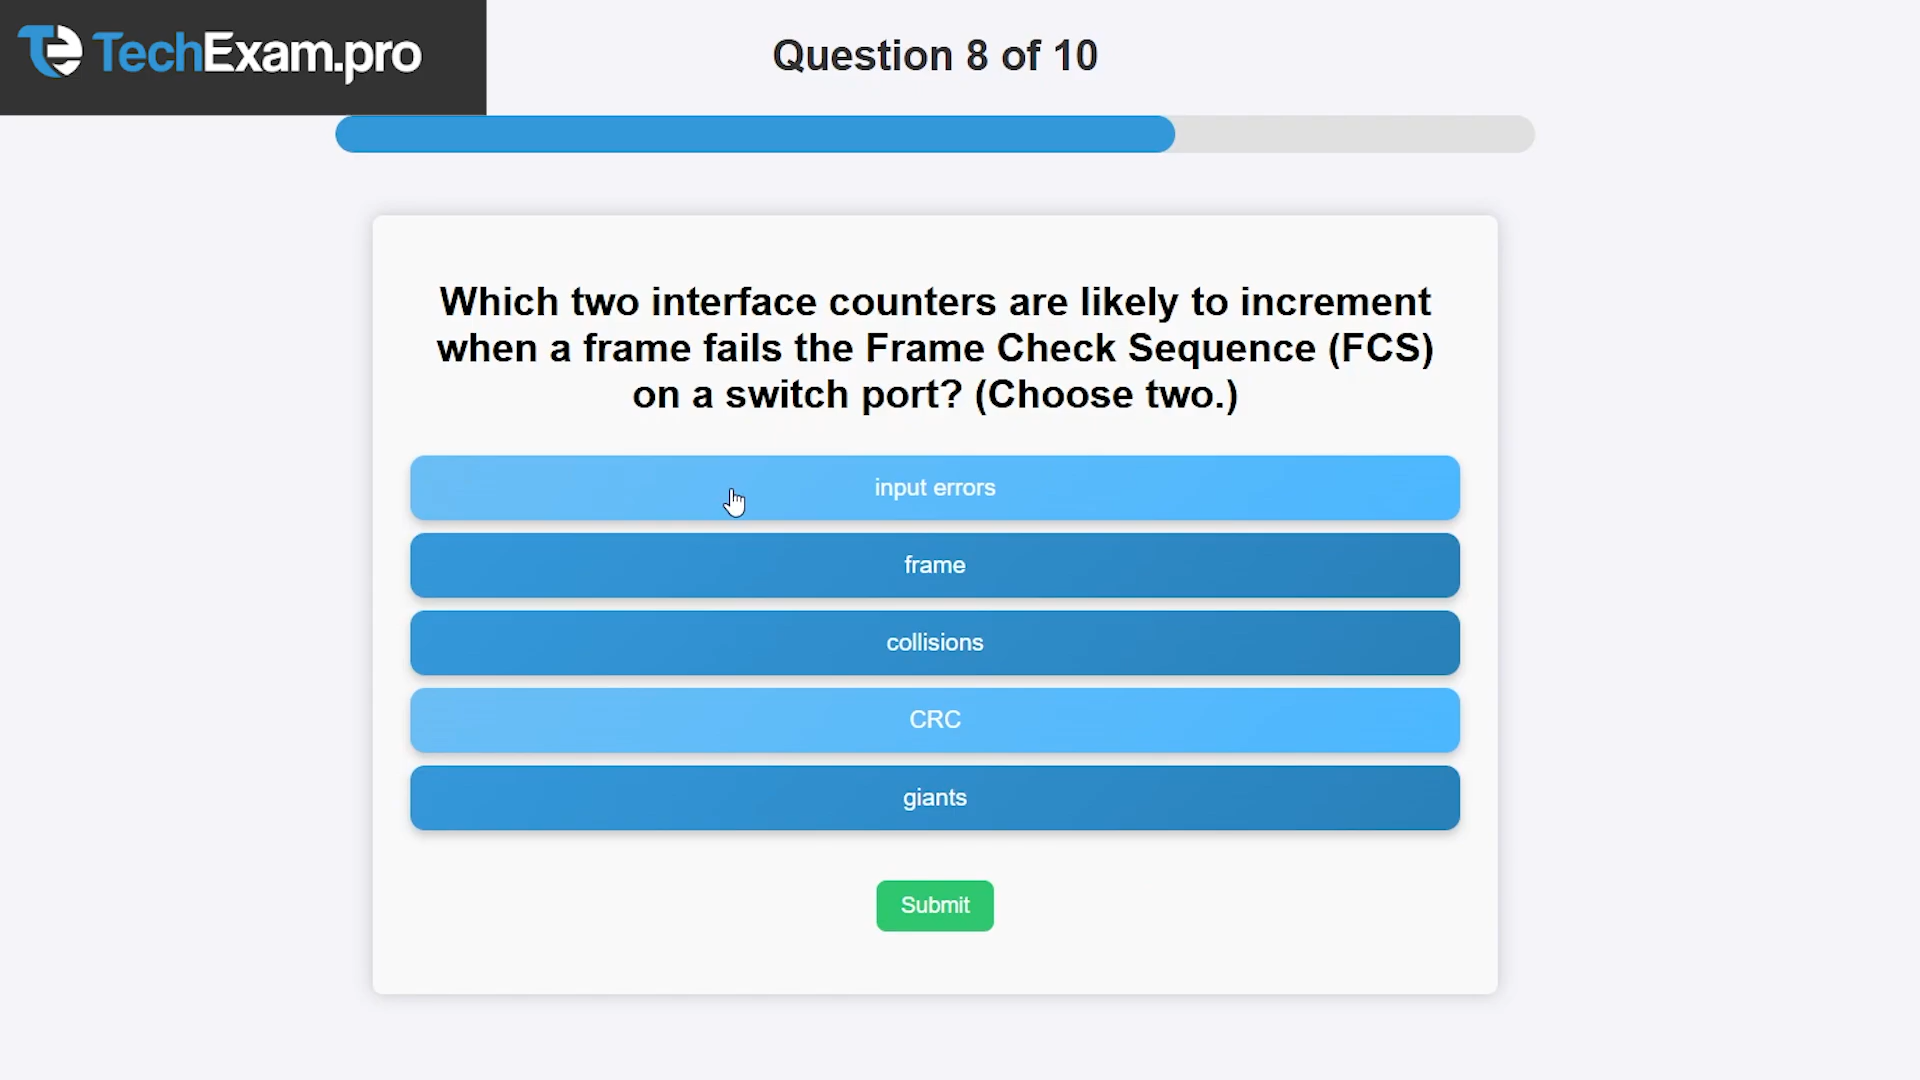 TechExam.pro
Question 8 of 10
Which two interface counters are likely to increment
when a frame fails the Frame Check Sequence (FCS)
on a switch port? (Choose two.)
input errors
frame
collisions
CRC
giants
Submit